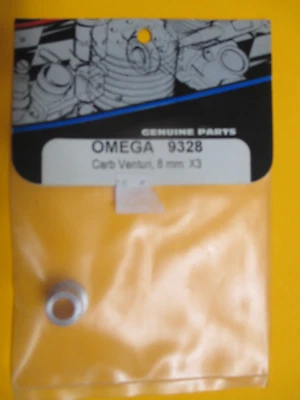 GENUINE PARTS
OMEGA 9328
Carb Venturi, 8 mm X3